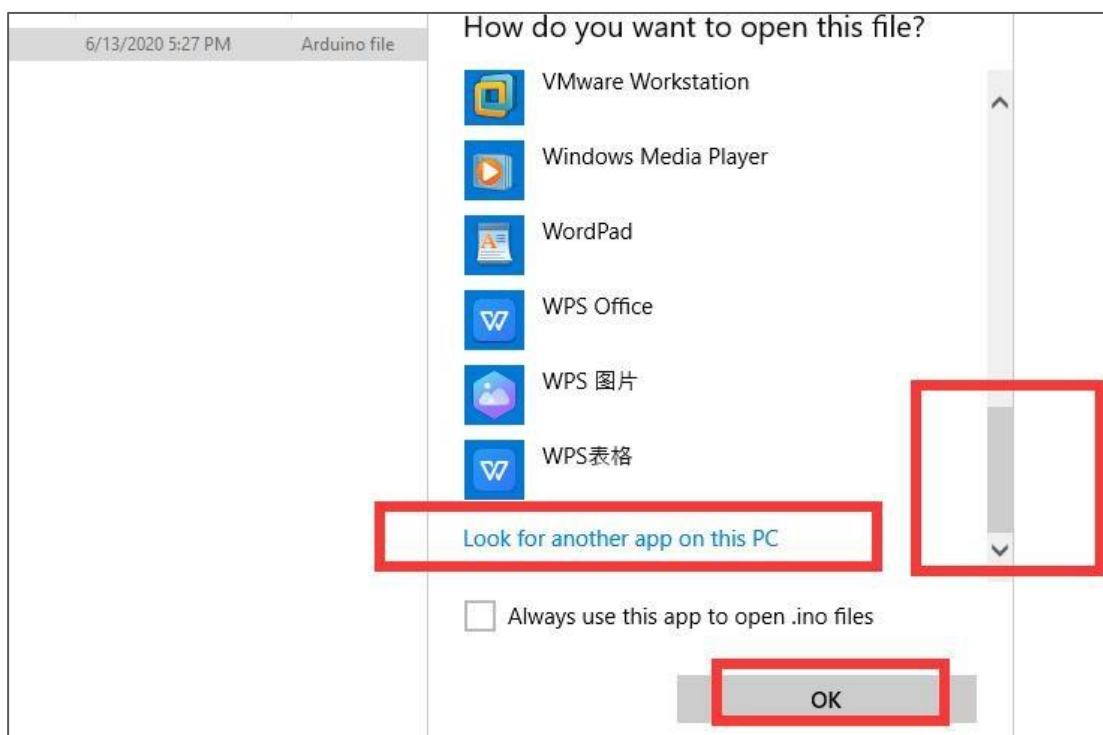 How do you want to open this file?
6/13/2020 5:27 PM Arduino file
VMware Workstation
Windows Media Player
WordPad
WPS Office
WPS 图片
WPS表格
Look for another app on this PC
Always use this app to open .ino files
OK